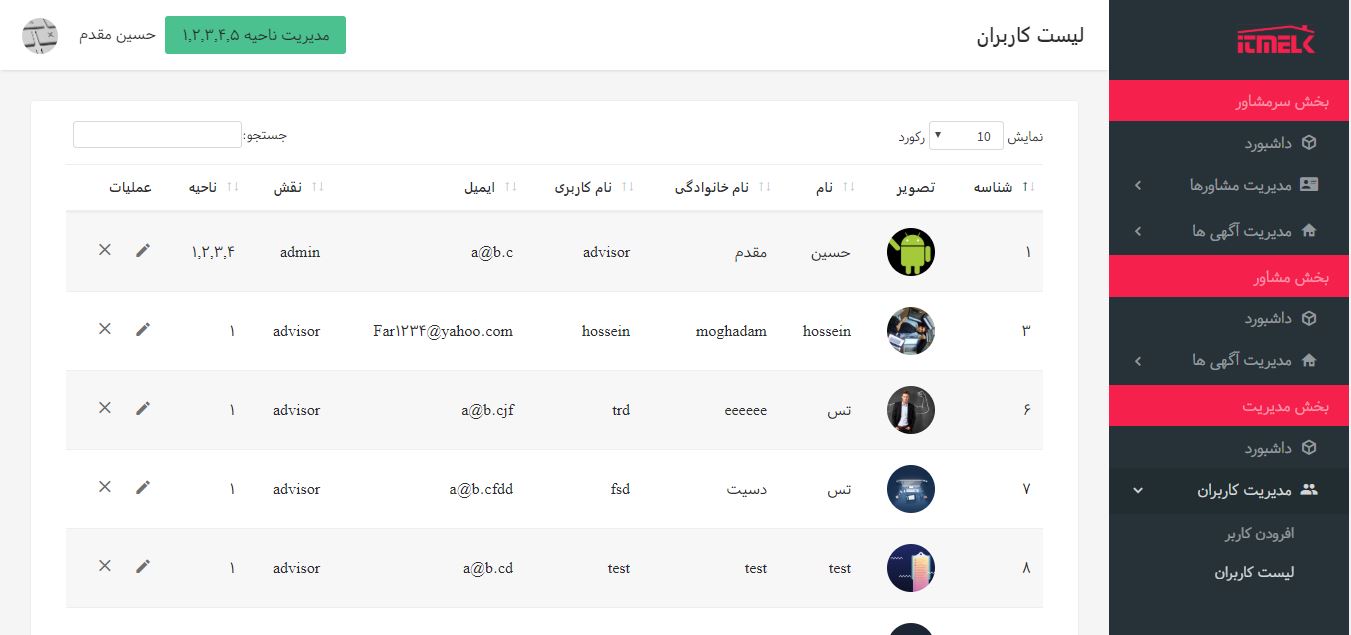 ITMELK
بخش سرمشاور
داشبورد
مدیریت مشاورها
مدیریت آگهی ها
بخش مشاور
داشبورد
مدیریت آگهی ها
بخش مدیریت
داشبورد
مدیریت کاربران
افرودن کاربر
لیست کاربران
لیست کاربران
مدیریت ناحیه ۱,۲,۳,۴,۵
حسین مقدم
نمایش 10 رکورد
جستجو:
شناسه تصویر نام نام خانوادگی نام کاربری ایمیل نقش ناحیه عملیات
۱ حسین مقدم advisor a@b.c admin ۱,۲,۳,۴
۳ hossein moghadam hossein Far۱۲۳۴@yahoo.com advisor ۱
۶ تس eeeeee trd a@b.cjf advisor ۱
۷ تس دسیت fsd a@b.cfdd advisor ۱
۸ test test test a@b.cd advisor ۱